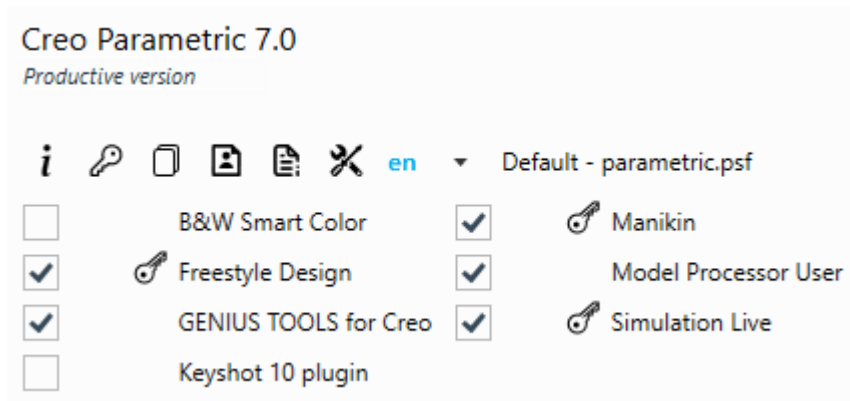 Creo Parametric 7.0
Productive version
en Default - parametric.psf
B&W Smart Color Manikin
Freestyle Design Model Processor User
GENIUS TOOLS for Creo Simulation Live
Keyshot 10 plugin